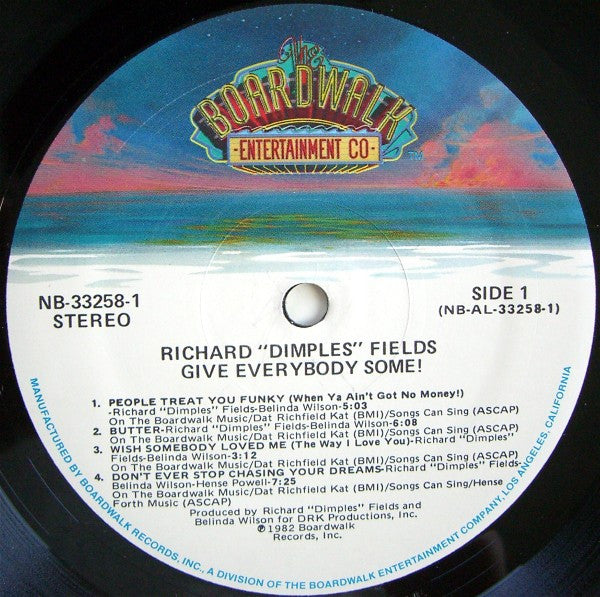 The
BOARDWALK
ENTERTAINMENT CO
TM
NB-33258-1
STEREO
SIDE 1
(NB-AL-33258-1)
RICHARD "DIMPLES" FIELDS
GIVE EVERYBODY SOME!
1. PEOPLE TREAT YOU FUNKY (When Ya Ain't Got No Money!)
-Richard "Dimples" Fields-Belinda Wilson-5:03
On The Boardwalk Music/Dat Richfield Kat (BMI)/Songs Can Sing (ASCAP)
2. BUTTER-Richard "Dimples" Fields-Belinda Wilson-6:08
On The Boardwalk Music/Dat Richfield Kat (BMI)/Songs Can Sing (ASCAP)
3. WISH SOMEBODY LOVED ME (The Way I Love You)-Richard "Dimples"
Fields-Belinda Wilson-3:12
On The Boardwalk Music/Dat Richfield Kat (BMI)/Songs Can Sing (ASCAP)
4. DON'T EVER STOP CHASING YOUR DREAMS-Richard "Dimples" Fields-
Belinda Wilson-Hense Powell-7:25
On The Boardwalk Music/Dat Richfield Kat (BMI)/Songs Can Sing/Hense
Forth Music (ASCAP)
Produced by Richard "Dimples" Fields and
Belinda Wilson for DRK Productions, Inc.
℗1982 Boardwalk
Records, Inc.
MANUFACTURED BY BOARDWALK RECORDS, INC., A DIVISION OF THE BOARDWALK ENTERTAINMENT COMPANY, LOS ANGELES, CALIFORNIA